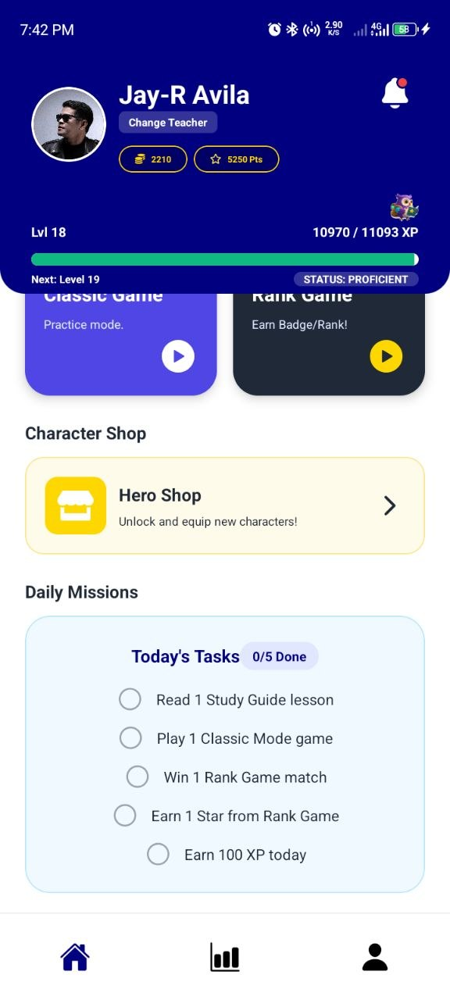 7:42 PM
2.90
K/S
4G
58
Jay-R Avila
Change Teacher
2210
5250 Pts
Lvl 18
10970 / 11093 XP
Next: Level 19
STATUS: PROFICIENT
Classic Game
Rank Game
Practice mode.
Earn Badge/Rank!
Character Shop
Hero Shop
Unlock and equip new characters!
Daily Missions
Today's Tasks
0/5 Done
Read 1 Study Guide lesson
Play 1 Classic Mode game
Win 1 Rank Game match
Earn 1 Star from Rank Game
Earn 100 XP today